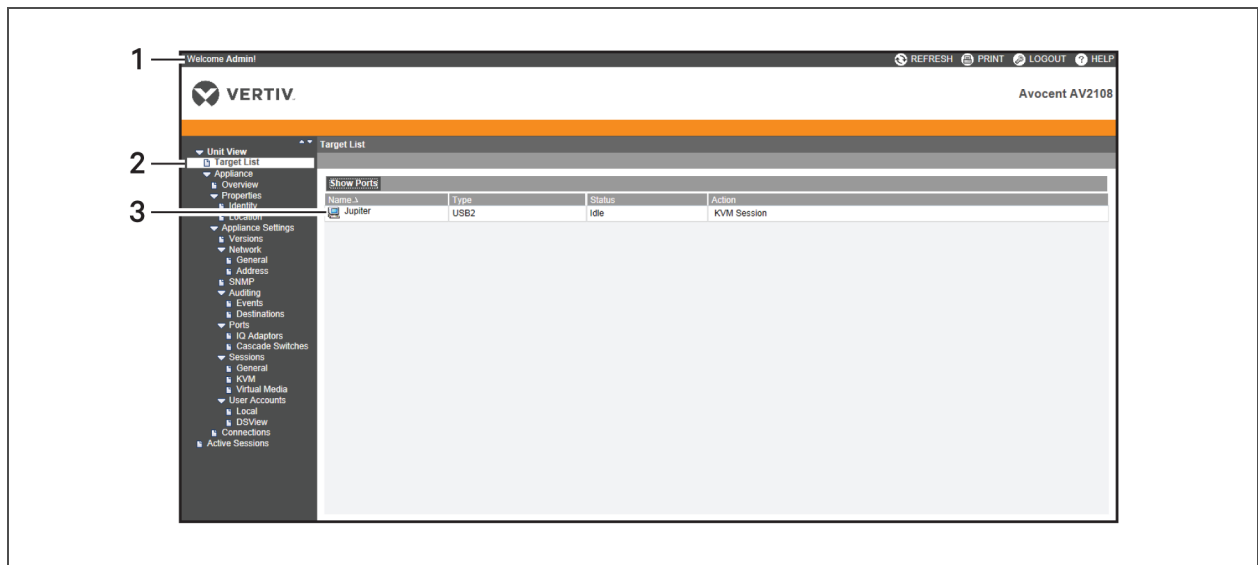 1
Welcome Admin!
REFRESH PRINT LOGOUT ? HELP
VERTIV.
Avocent AV2108
2
Unit View
Target List
Appliance
Overview
Properties
Identity
Location
Appliance Settings
Versions
Network
General
Address
SNMP
Auditing
Events
Destinations
Ports
IQ Adaptors
Cascade Switches
Sessions
General
KVM
Virtual Media
User Accounts
Local
DSView
Connections
Active Sessions
Target List
Show Ports
Name Type Status Action
3
Jupiter USB2 Idle KVM Session